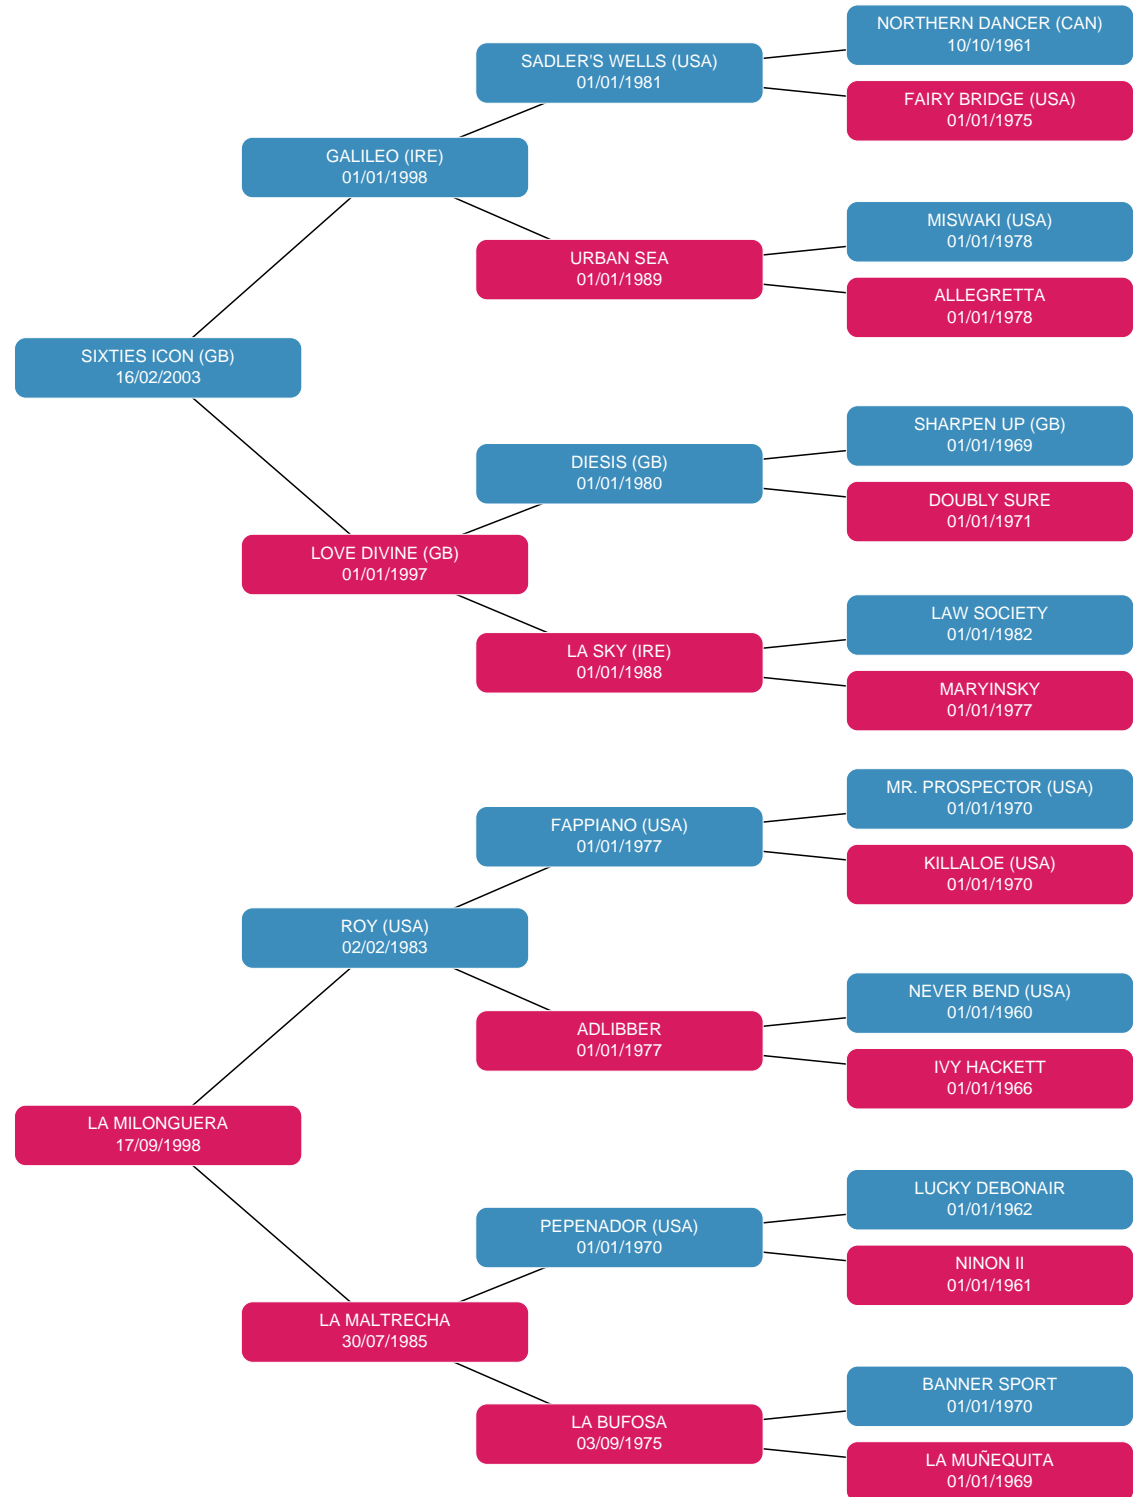 NORTHERN DANCER (CAN)
10/10/1961
SADLER'S WELLS (USA)
01/01/1981
FAIRY BRIDGE (USA)
01/01/1975
GALILEO (IRE)
01/01/1998
MISWAKI (USA)
01/01/1978
URBAN SEA
01/01/1989
ALLEGRETTA
01/01/1978
SIXTIES ICON (GB)
16/02/2003
SHARPEN UP (GB)
01/01/1969
DIESIS (GB)
01/01/1980
DOUBLY SURE
01/01/1971
LOVE DIVINE (GB)
01/01/1997
LAW SOCIETY
01/01/1982
LA SKY (IRE)
01/01/1988
MARYINSKY
01/01/1977
MR. PROSPECTOR (USA)
01/01/1970
FAPPIANO (USA)
01/01/1977
KILLALOE (USA)
01/01/1970
ROY (USA)
02/02/1983
NEVER BEND (USA)
01/01/1960
ADLIBBER
01/01/1977
IVY HACKETT
01/01/1966
LA MILONGUERA
17/09/1998
LUCKY DEBONAIR
01/01/1962
PEPENADOR (USA)
01/01/1970
NINON II
01/01/1961
LA MALTRECHA
30/07/1985
BANNER SPORT
01/01/1970
LA BUFOSA
03/09/1975
LA MUÑEQUITA
01/01/1969